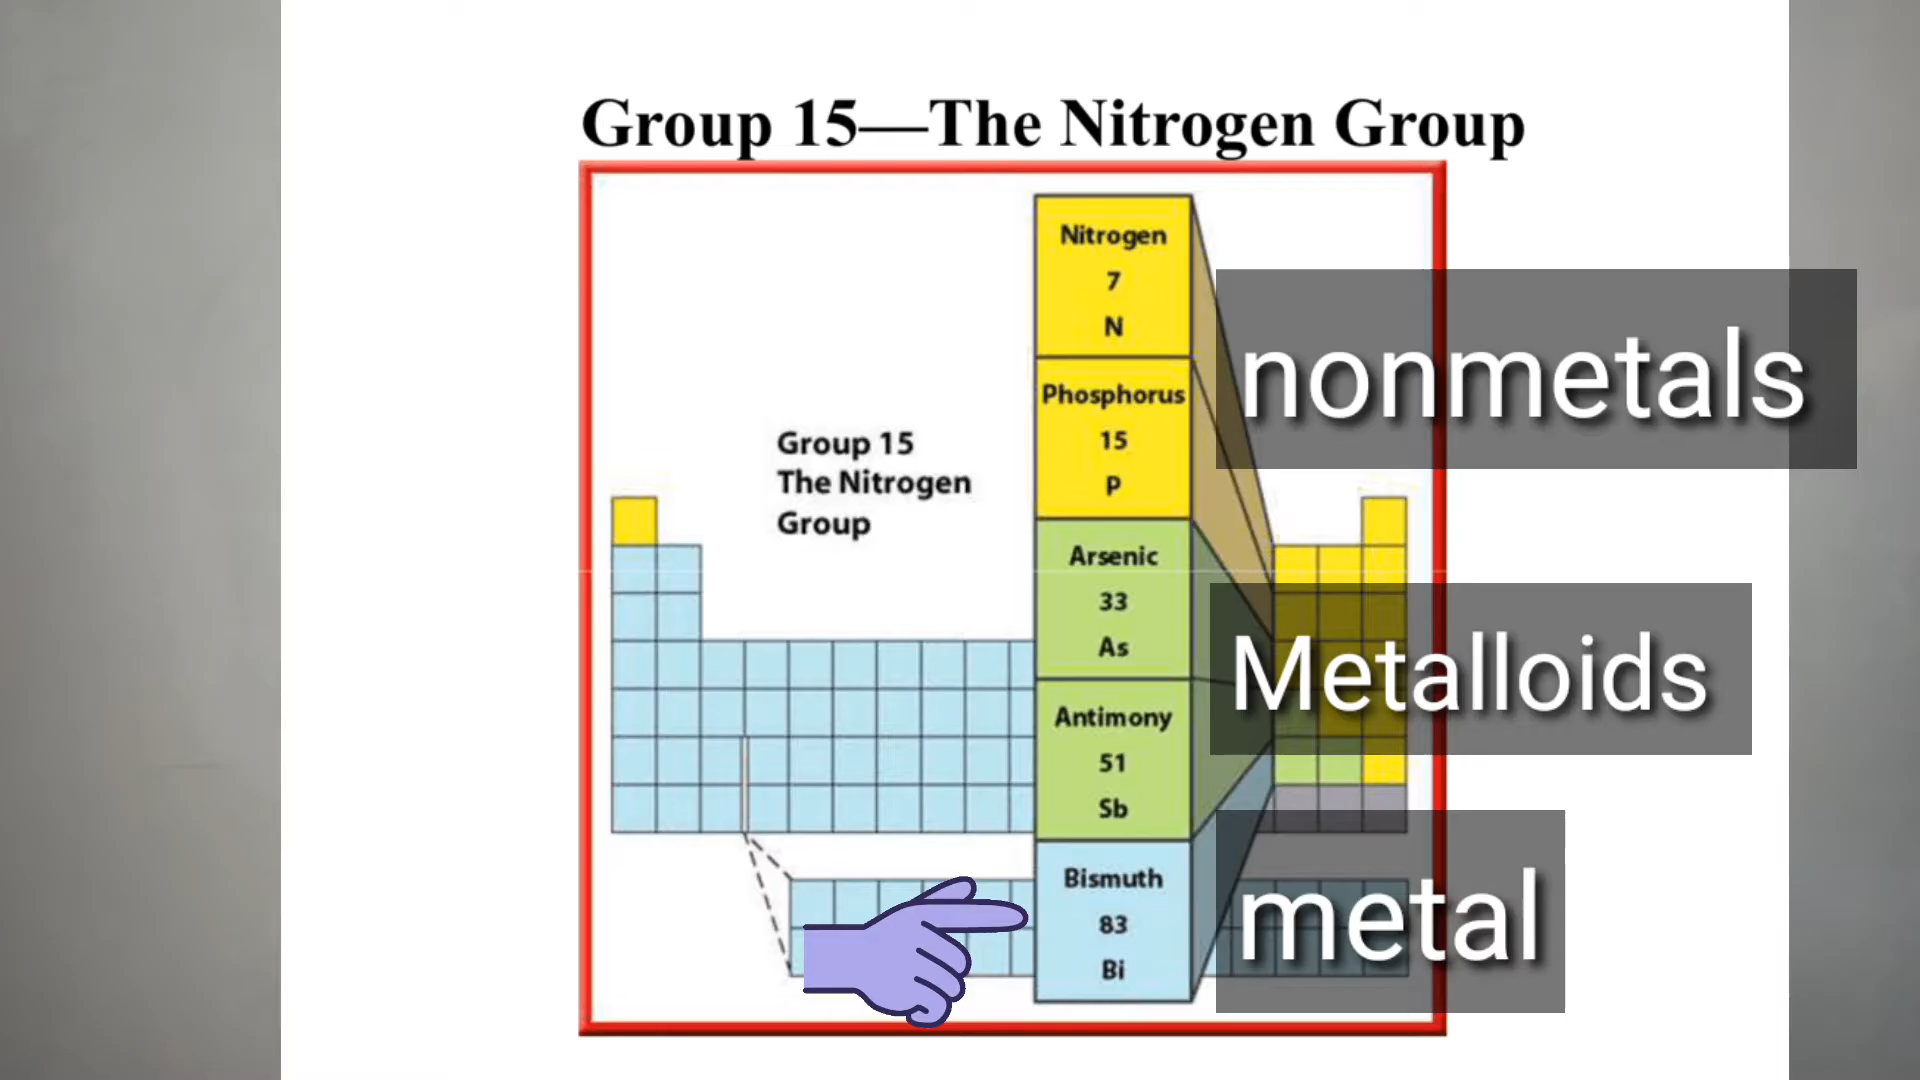 Group 15—The Nitrogen Group
Nitrogen
7
N
Phosphorus
15
P
nonmetals
Group 15
The Nitrogen
Group
Arsenic
33
As
Metalloids
Antimony
51
Sb
Bismuth
83
Bi
metal